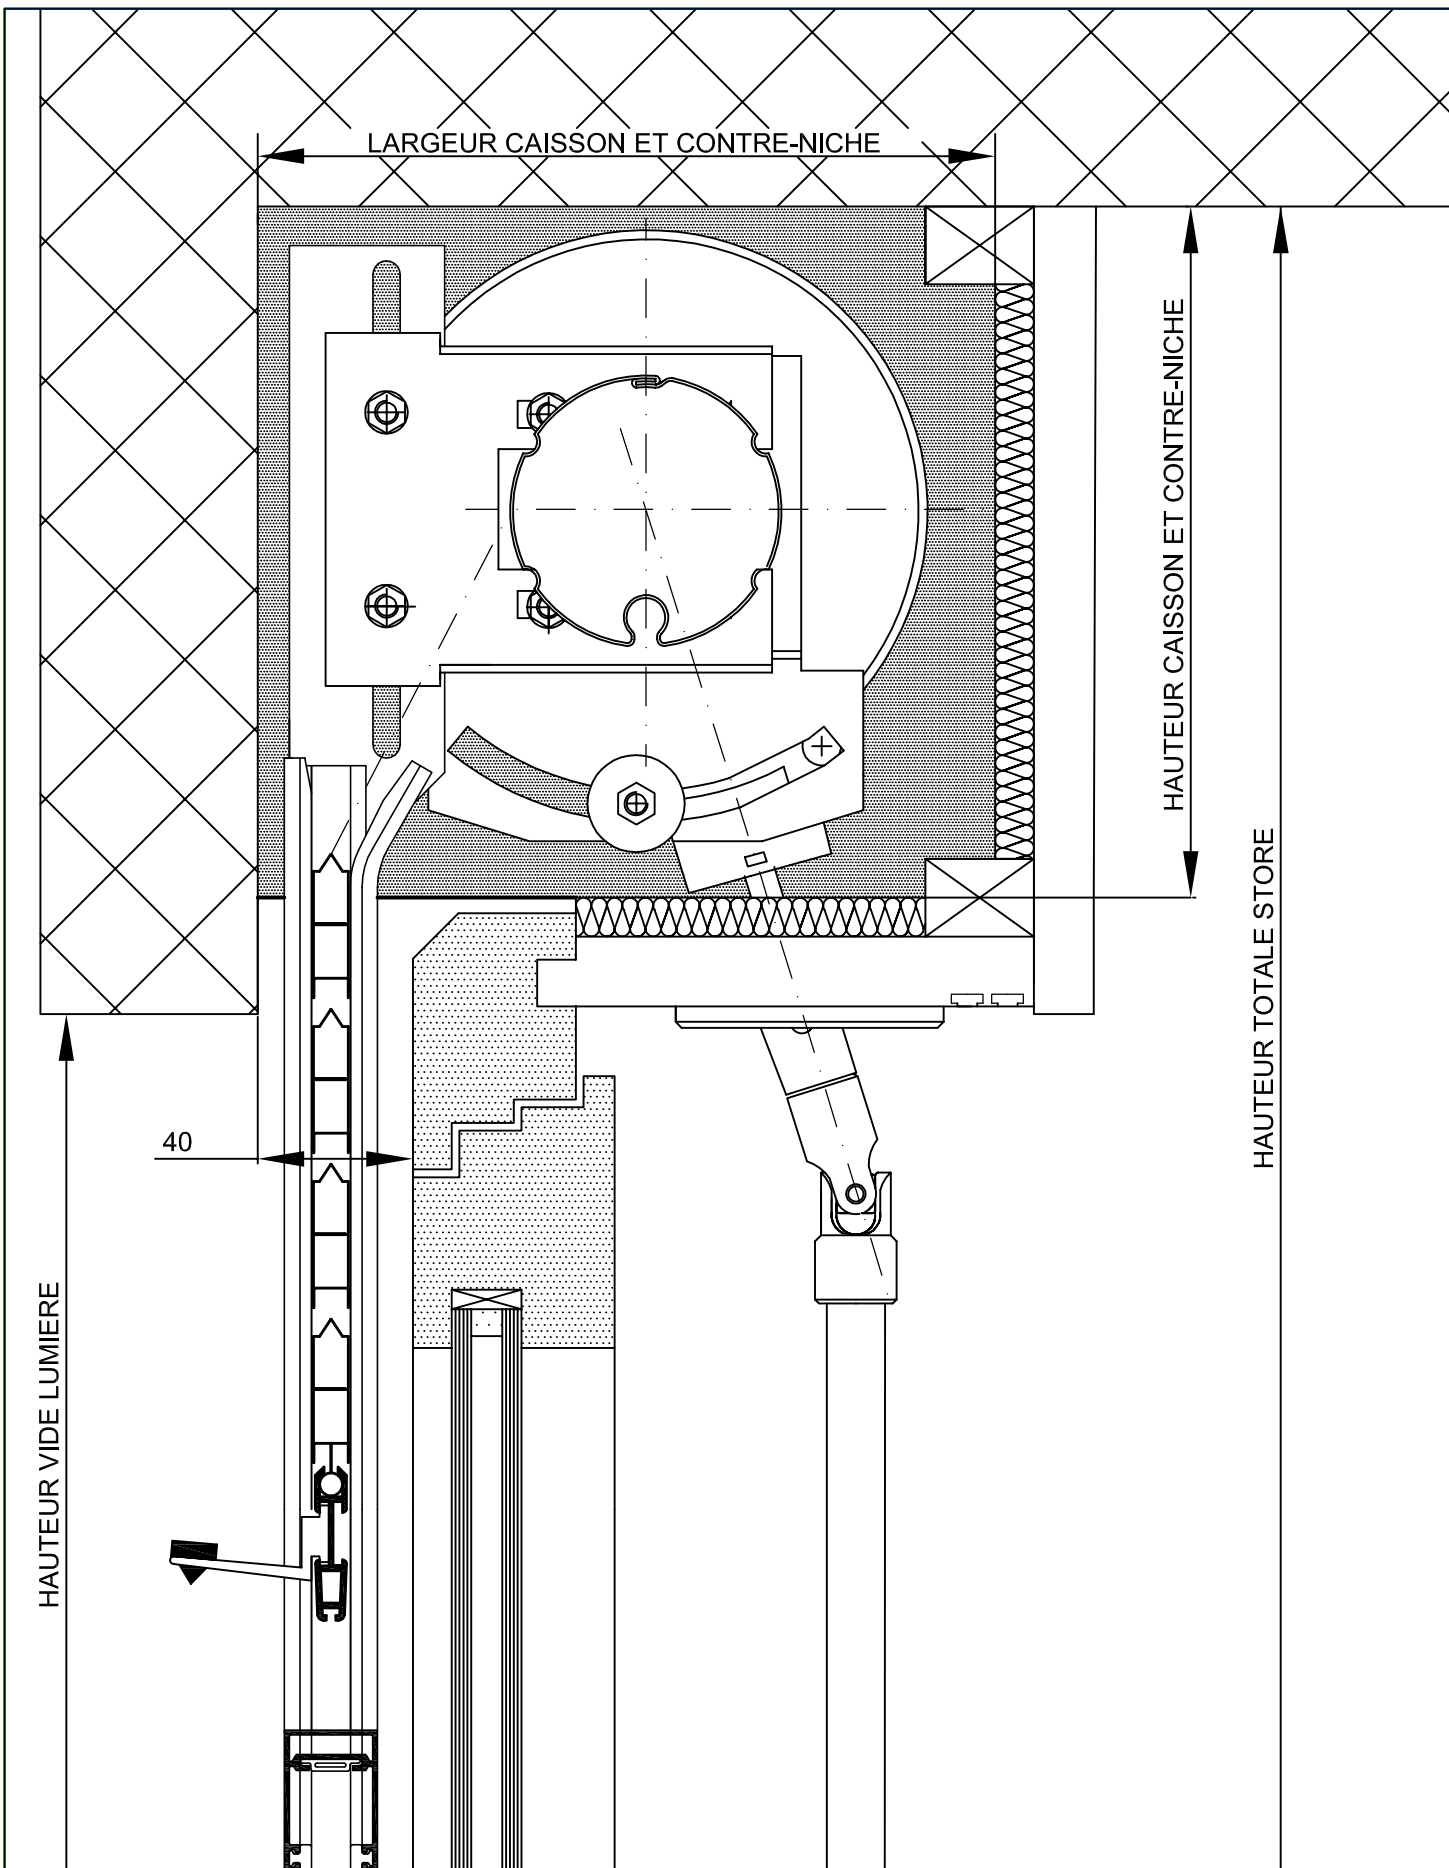 LARGEUR CAISSON ET CONTRE-NICHE
HAUTEUR CAISSON ET CONTRE-NICHE
HAUTEUR TOTALE STORE
40
HAUTEUR VIDE LUMIERE